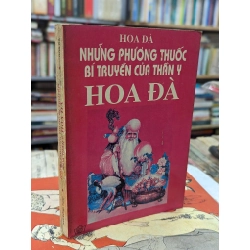 HOA ĐÀ
NHỮNG PHƯƠNG THUỐC
BÍ TRUYỀN CỦA THẦN Y
HOA ĐÀ